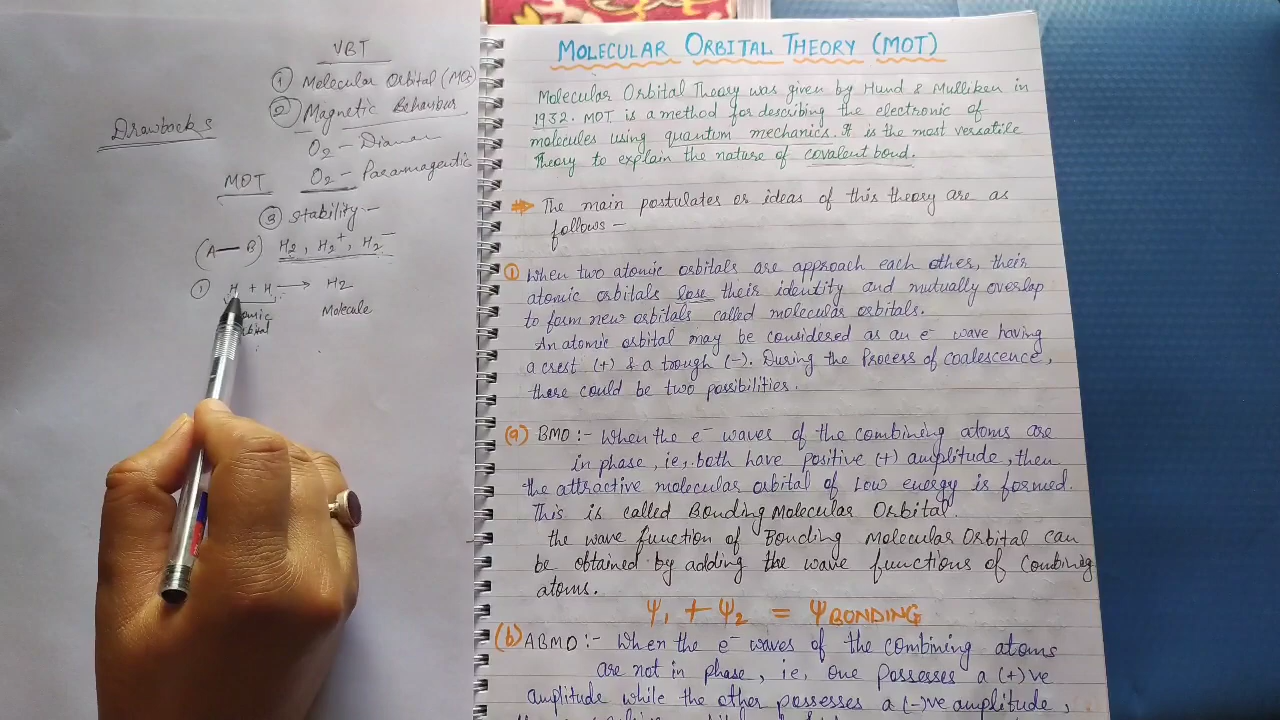 VBT
① Molecular Orbital (MOs)
② Magnetic Behaviour
Drawbacks
O2 - Diamag
MOT O2 - Paramagnetic
③ Stability :-
(A — B) H2, H2+, H2-
① H + H → H2
Molecule
MOLECULAR ORBITAL THEORY (MOT)
Molecular Orbital Theory was given by Hund & Mulliken in
1932. MOT is a method for describing the electronic of
molecules using quantum mechanics. It is the most versatile
Theory to explain the nature of covalent bond.
⇒ The main postulates or ideas of this theory are as
follows —
① When two atomic orbitals are approach each other, their
atomic orbitals lose their identity and mutually overlap
to form new orbitals called molecular orbitals.
An atomic orbital may be considered as an e- wave having
a crest (+) & a trough (-). During the Process of coalescence,
there could be two possibilities.
(a) BMO :- When the e- waves of the combining atoms are
in phase, ie, both have positive (+) amplitude, then
the attractive molecular orbital of Low energy is formed.
This is called Bonding Molecular Orbital.
the wave function of Bonding Molecular Orbital can
be obtained by adding the wave functions of combining
atoms.
Ψ1 + Ψ2 = Ψ BONDING
(b) ABMO :- When the e- waves of the combining atoms
are not in phase, ie, one possesses a (+)ve
amplitude while the other possesses a (-)ve amplitude,